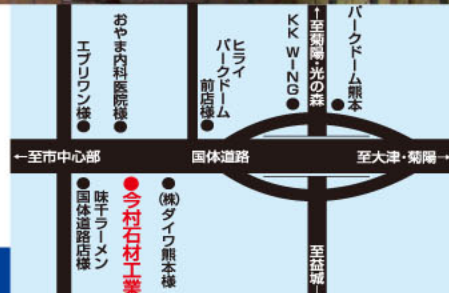 エブリワン様
おやま内科医院様
ヒライ
パークドーム
前店様
KK WING
←至菊陽・光の森
パークドーム熊本
←至市中心部
国体道路
至大津・菊陽→
味千ラーメン
国体道路店様
今村石材工業
(株)ダイワ熊本様
至益城→